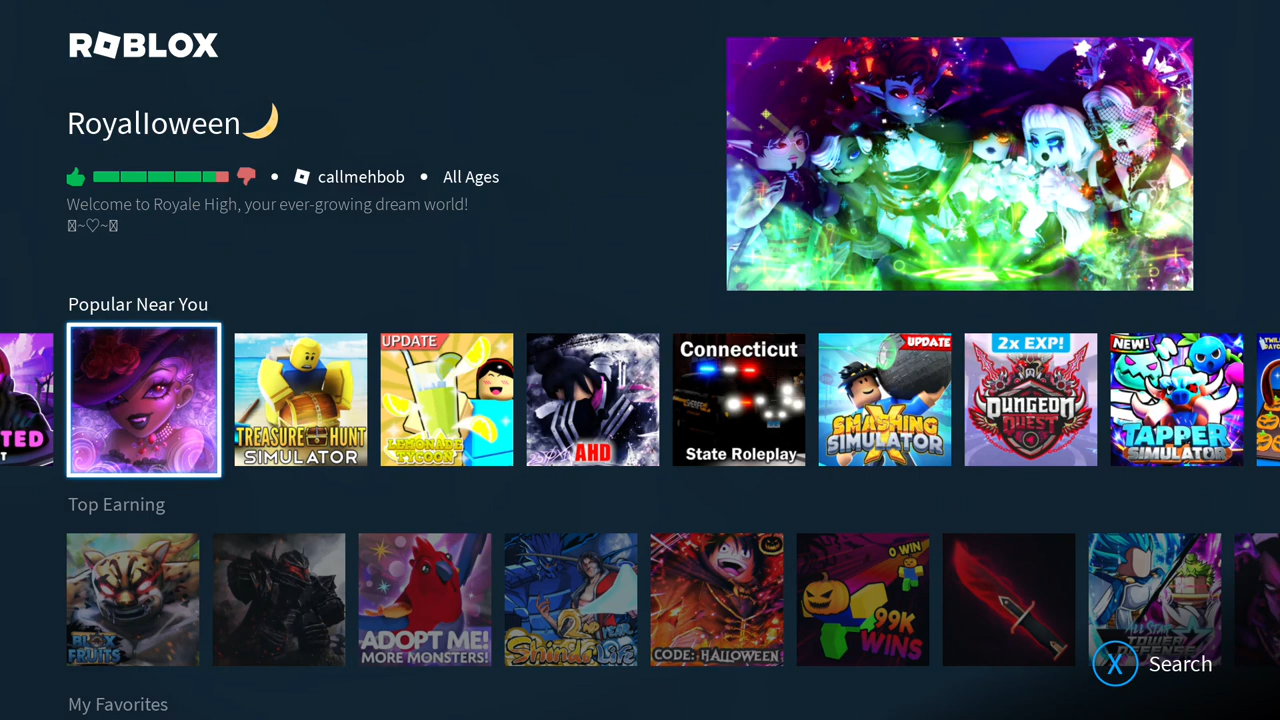 ROBLOX
Royalloween🌙
callmehbob • All Ages
Welcome to Royale High, your ever-growing dream world!
~♡~
Popular Near You
TED
T
TREASURE HUNT
SIMULATOR
UPDATE
LEMONADE
TYCOON
AHD
Connecticut
State Roleplay
UPDATE
SMASHING
SIMULATOR
2x EXP!
DUNGEON
QUEST
NEW!
TAPPER
SIMULATOR
Top Earning
BLOX
FRUITS
ADOPT ME!
MORE MONSTERS!
2nd YEAR
Shindo Life
CODE: HALLOWEEN
0 WIN
99K
WINS
ALL STAR
TOWER
DEFENSE
X Search
My Favorites